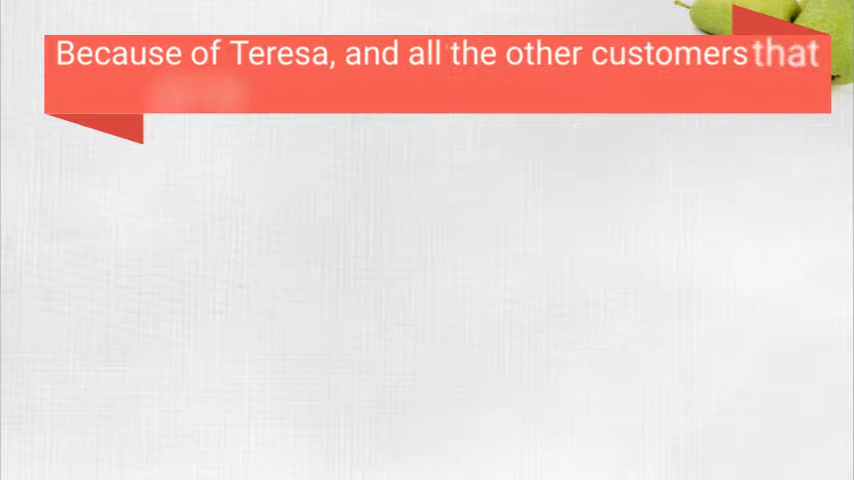 Because of Teresa, and all the other customers that